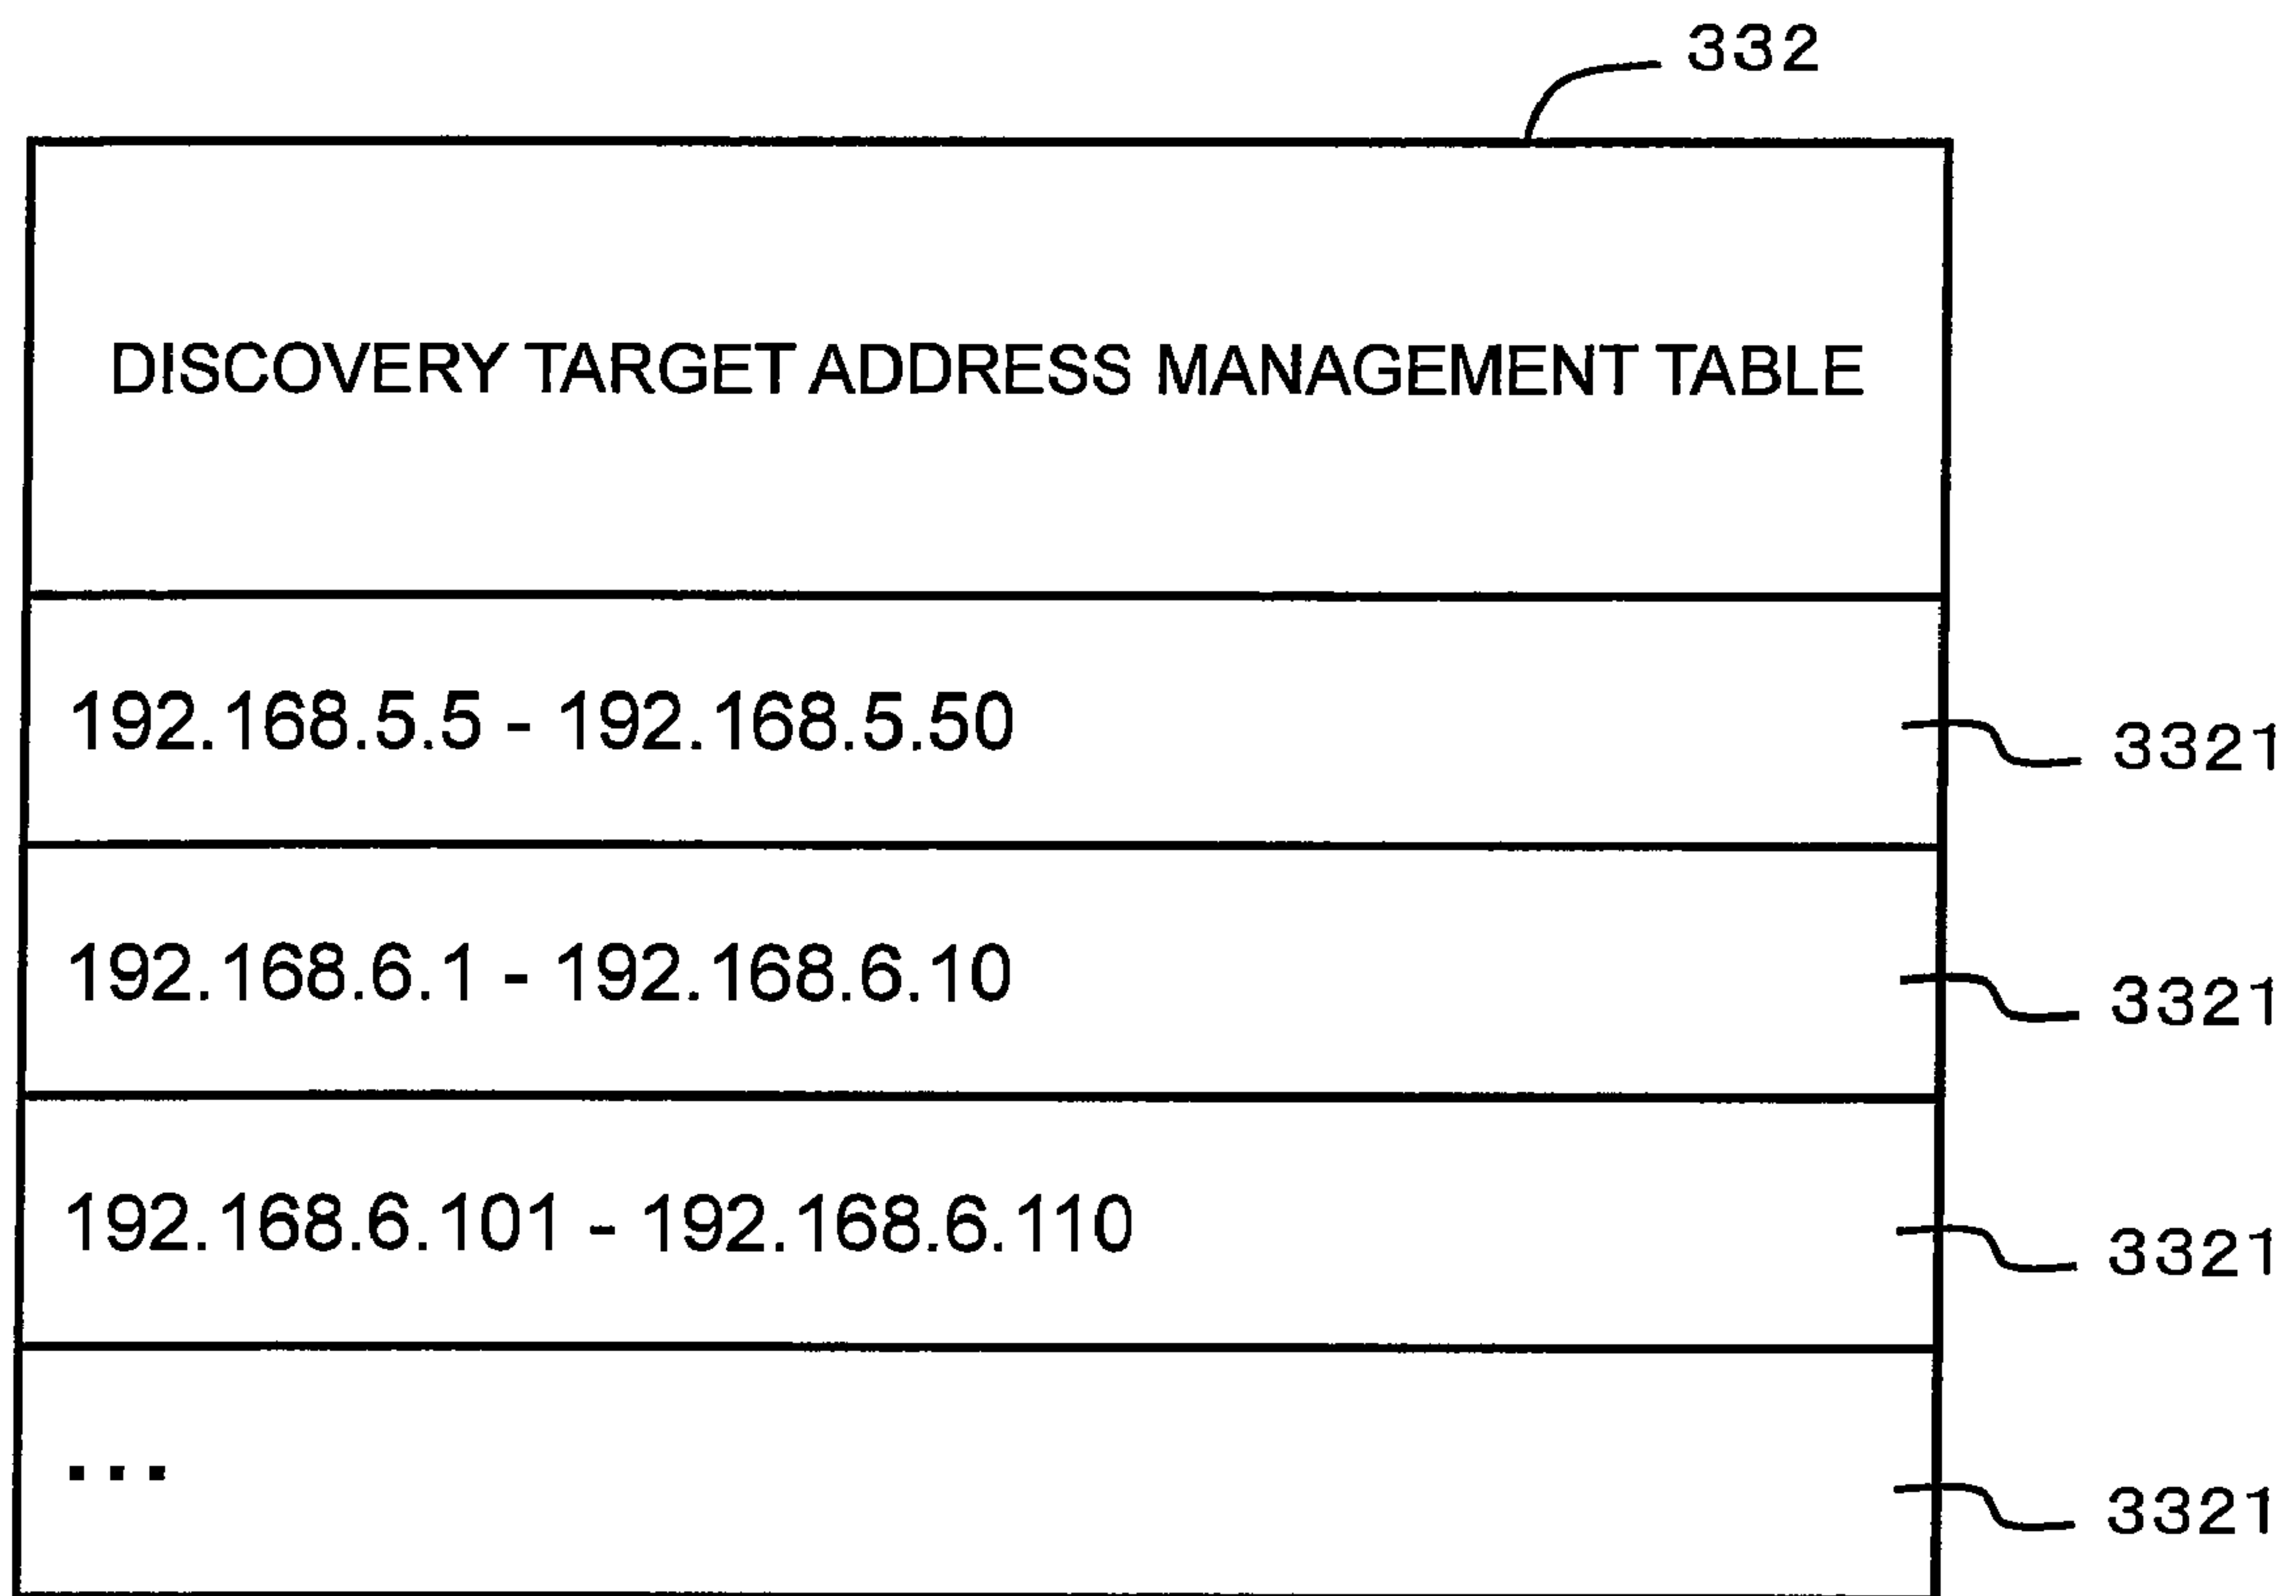 332
DISCOVERY TARGET ADDRESS MANAGEMENT TABLE
192.168.5.5 - 192.168.5.50
3321
192.168.6.1 - 192.168.6.10
3321
192.168.6.101 - 192.168.6.110
3321
...
3321